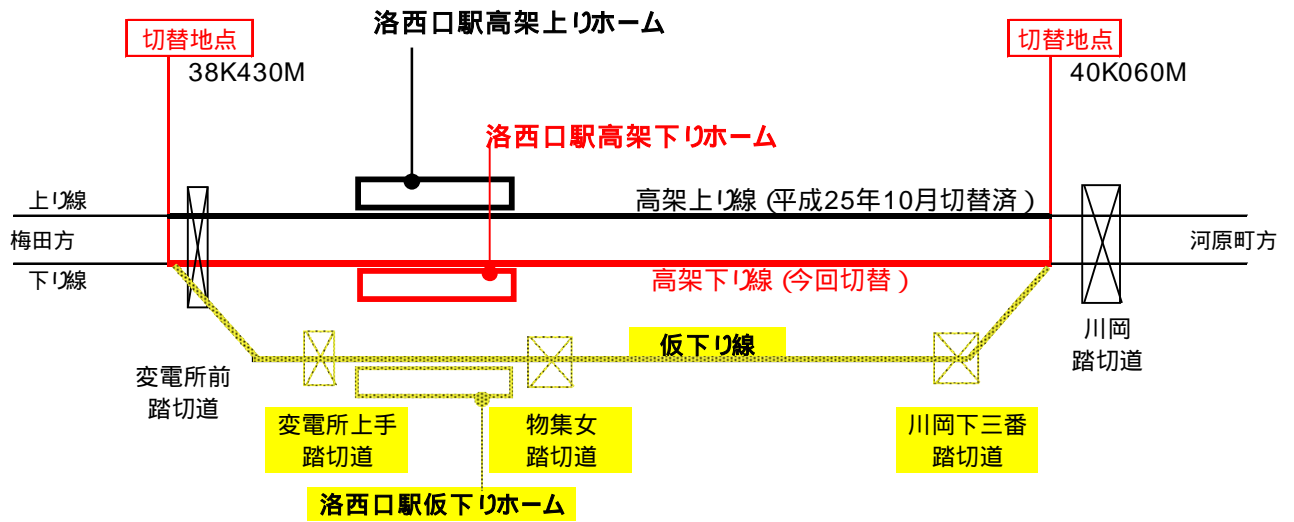 洛西口駅高架上りホーム
切替地点
切替地点
38K430M
40K060M
洛西口駅高架下りホーム
上り線
高架上り線 (平成25年10月切替済)
梅田方
河原町方
下り線
高架下り線 (今回切替)
仮下り線
川岡
踏切道
変電所前
踏切道
変電所上手
踏切道
物集女
踏切道
川岡下三番
踏切道
洛西口駅仮下りホーム